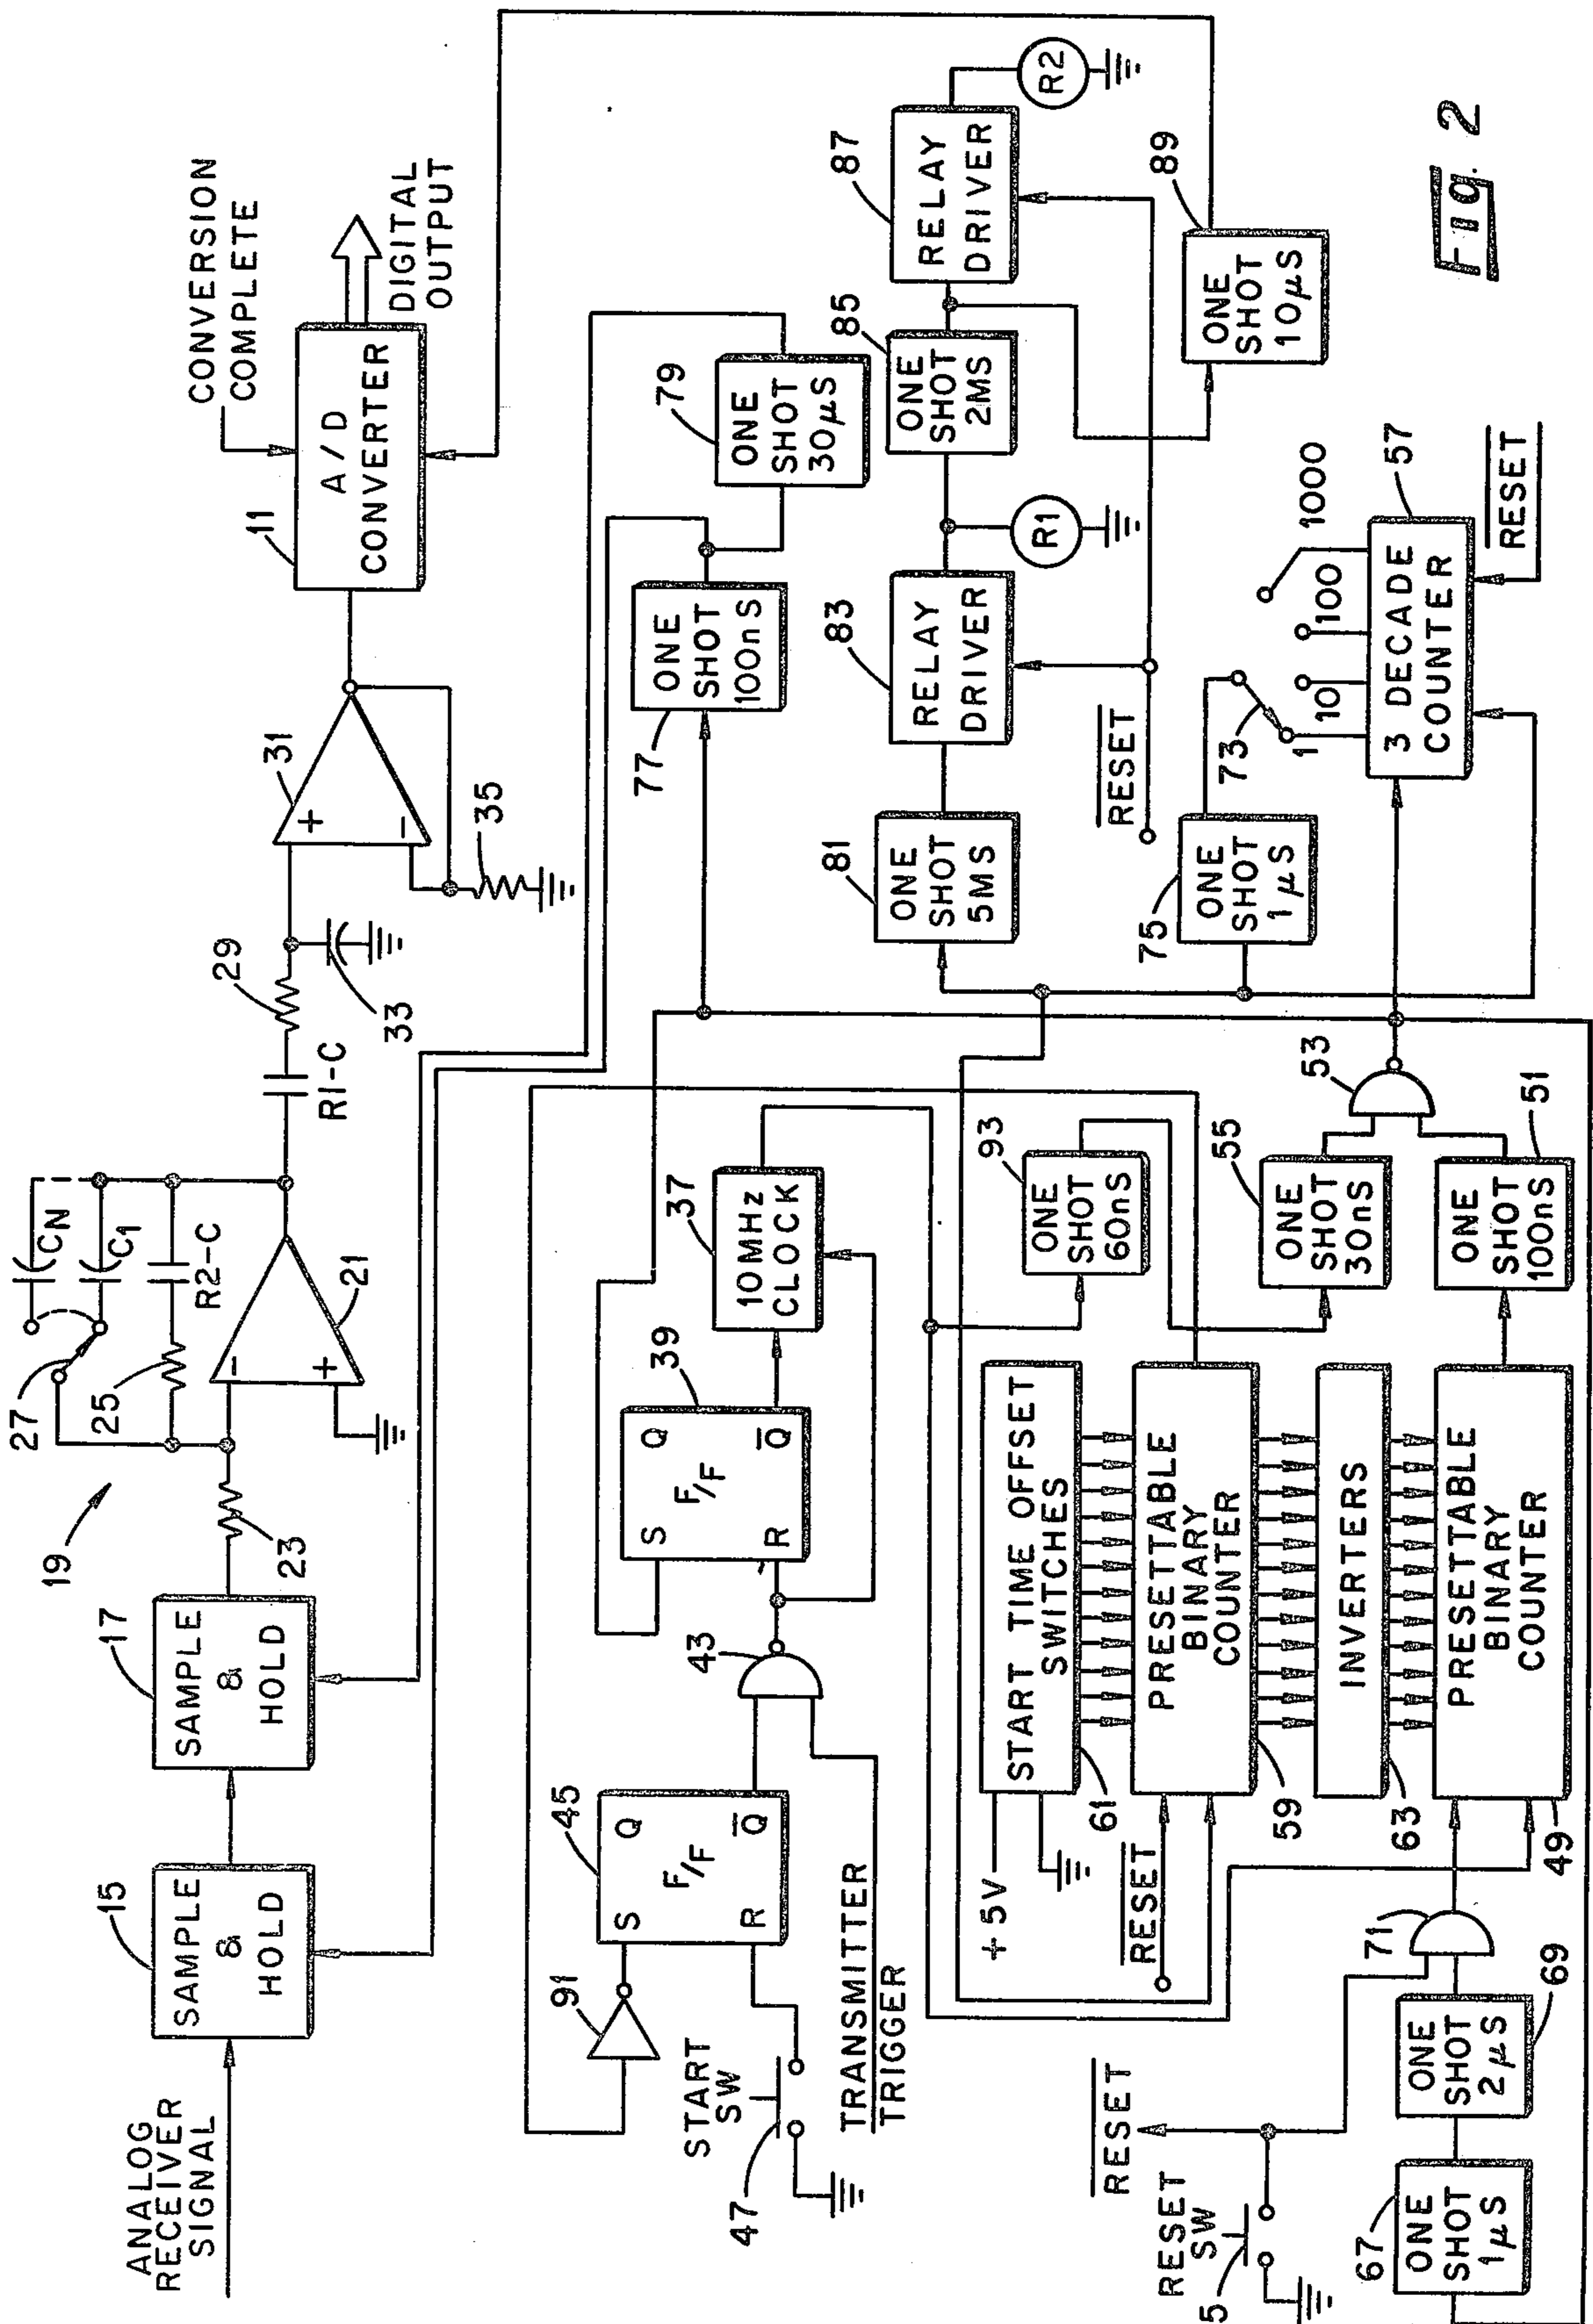 ANALOG
RECEIVER
SIGNAL
15
SAMPLE
&
HOLD
17
SAMPLE
&
HOLD
19
23
27
25
CN
C1
R2-C
-
+
21
R1-C
29
33
31
+
-
35
11
A/D
CONVERTER
CONVERSION
COMPLETE
DIGITAL
OUTPUT
91
45
S
Q
F/F
R
Q
START
SW
47
TRANSMITTER
TRIGGER
43
39
S
Q
F/F
R
Q
37
10MHz
CLOCK
77
ONE
SHOT
100nS
79
ONE
SHOT
30μS
81
ONE
SHOT
5MS
83
RELAY
DRIVER
R1
85
ONE
SHOT
2MS
87
RELAY
DRIVER
R2
RESET
89
ONE
SHOT
10μS
+5V
START TIME OFFSET
SWITCHES
61
RESET
PRESETTABLE
BINARY
COUNTER
59
INVERTERS
63
PRESETTABLE
BINARY
COUNTER
49
93
ONE
SHOT
60nS
55
ONE
SHOT
30nS
51
ONE
SHOT
100nS
53
75
ONE
SHOT
1μS
73
1
10
100
1000
3 DECADE
COUNTER
57
RESET
RESET
RESET
SW
5
67
ONE
SHOT
1μS
69
ONE
SHOT
2μS
71
Fig. 2